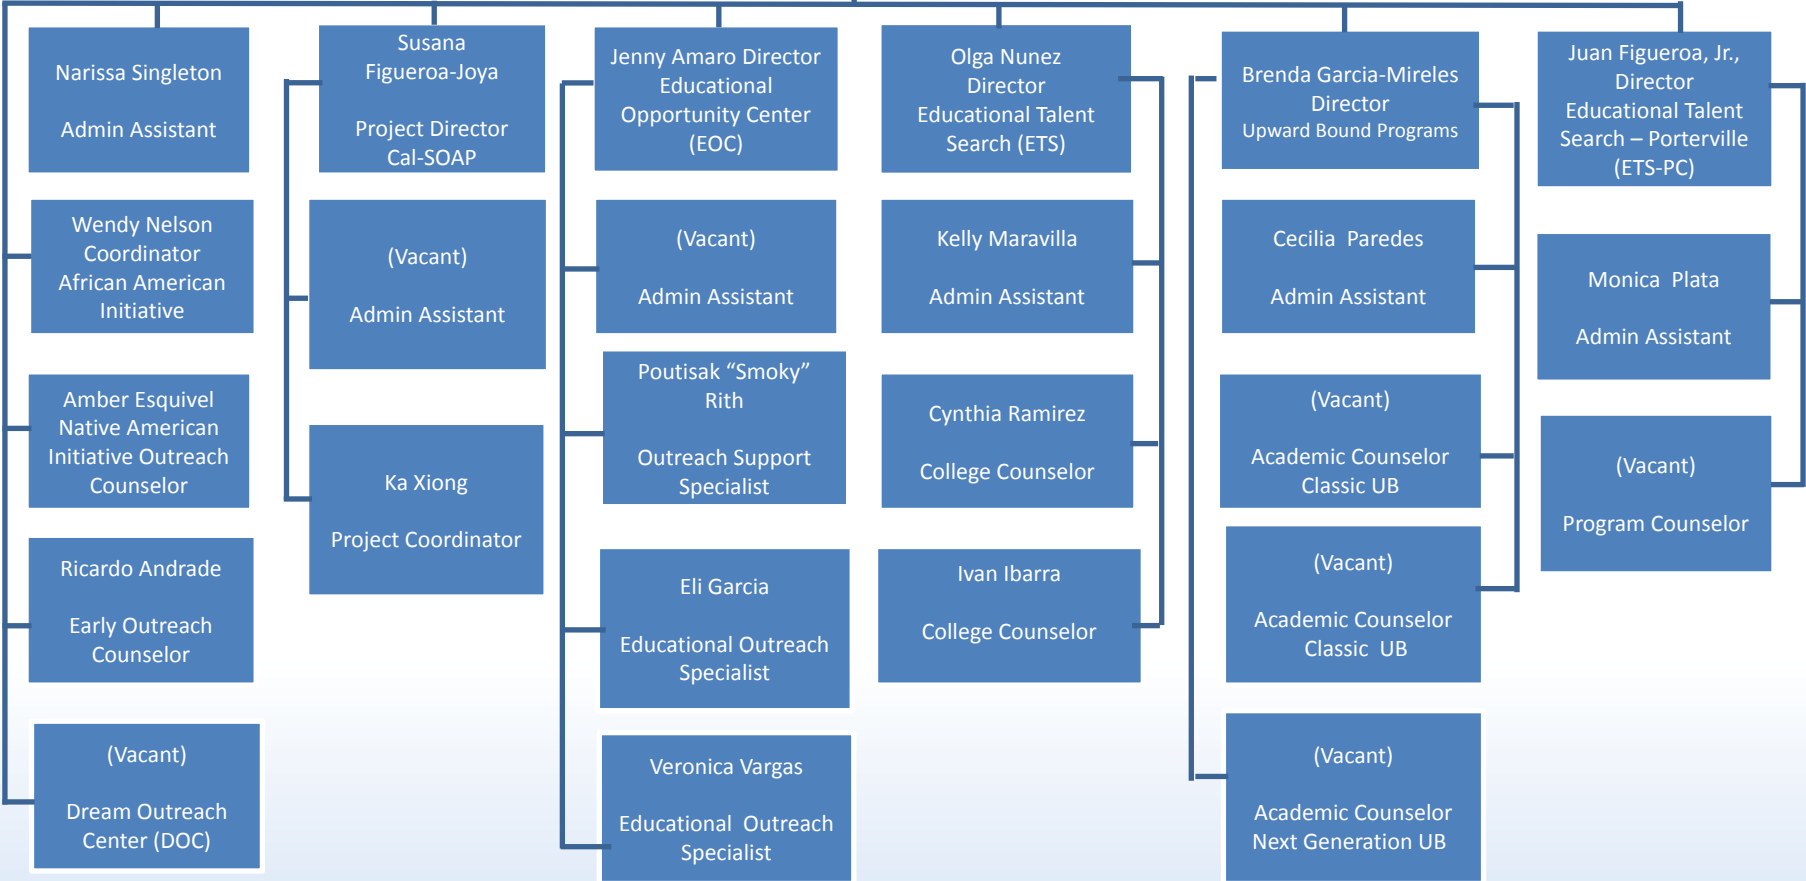 Narissa Singleton
Admin Assistant
Wendy Nelson
Coordinator
African American
Initiative
Amber Esquivel
Native American
Initiative Outreach
Counselor
Ricardo Andrade
Early Outreach
Counselor
(Vacant)
Dream Outreach
Center (DOC)
Susana
Figueroa-Joya
Project Director
Cal-SOAP
(Vacant)
Admin Assistant
Ka Xiong
Project Coordinator
Jenny Amaro Director
Educational
Opportunity Center
(EOC)
(Vacant)
Admin Assistant
Poutisak “Smoky”
Rith
Outreach Support
Specialist
Eli Garcia
Educational Outreach
Specialist
Veronica Vargas
Educational Outreach
Specialist
Olga Nunez
Director
Educational Talent
Search (ETS)
Kelly Maravilla
Admin Assistant
Cynthia Ramirez
College Counselor
Ivan Ibarra
College Counselor
Brenda Garcia-Mireles
Director
Upward Bound Programs
Cecilia Paredes
Admin Assistant
(Vacant)
Academic Counselor
Classic UB
(Vacant)
Academic Counselor
Classic UB
(Vacant)
Academic Counselor
Next Generation UB
Juan Figueroa, Jr.,
Director
Educational Talent
Search – Porterville
(ETS-PC)
Monica Plata
Admin Assistant
(Vacant)
Program Counselor